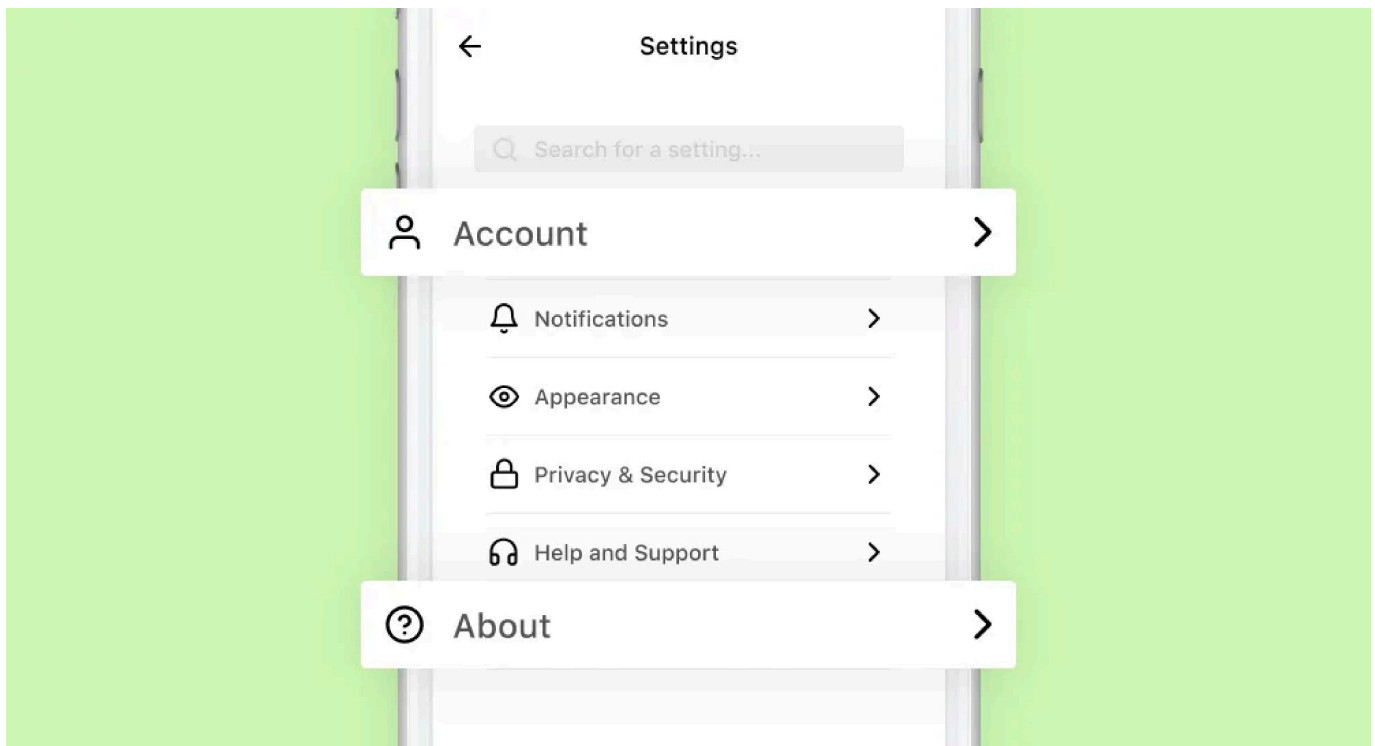 Settings
Search for a setting...
Account
Notifications
Appearance
Privacy & Security
Help and Support
About